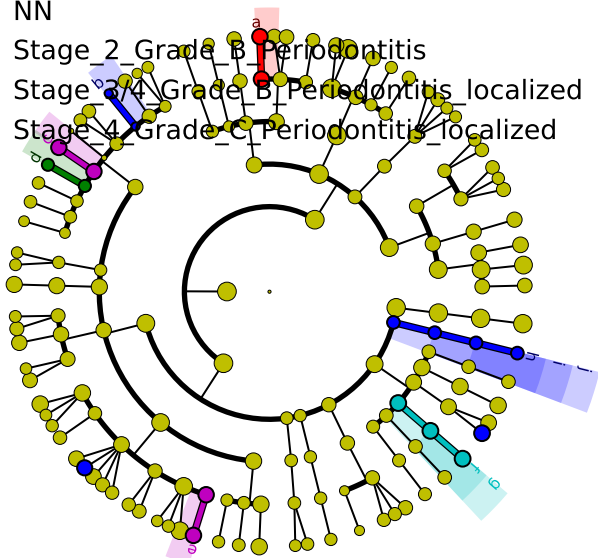 NN
Stage_2_Grade_B_Periodontitis
Stage_3/4_Grade_B_Periodontitis_localized
Stage_4_Grade_C_Periodontitis_localized
a
b
d
e
f
g